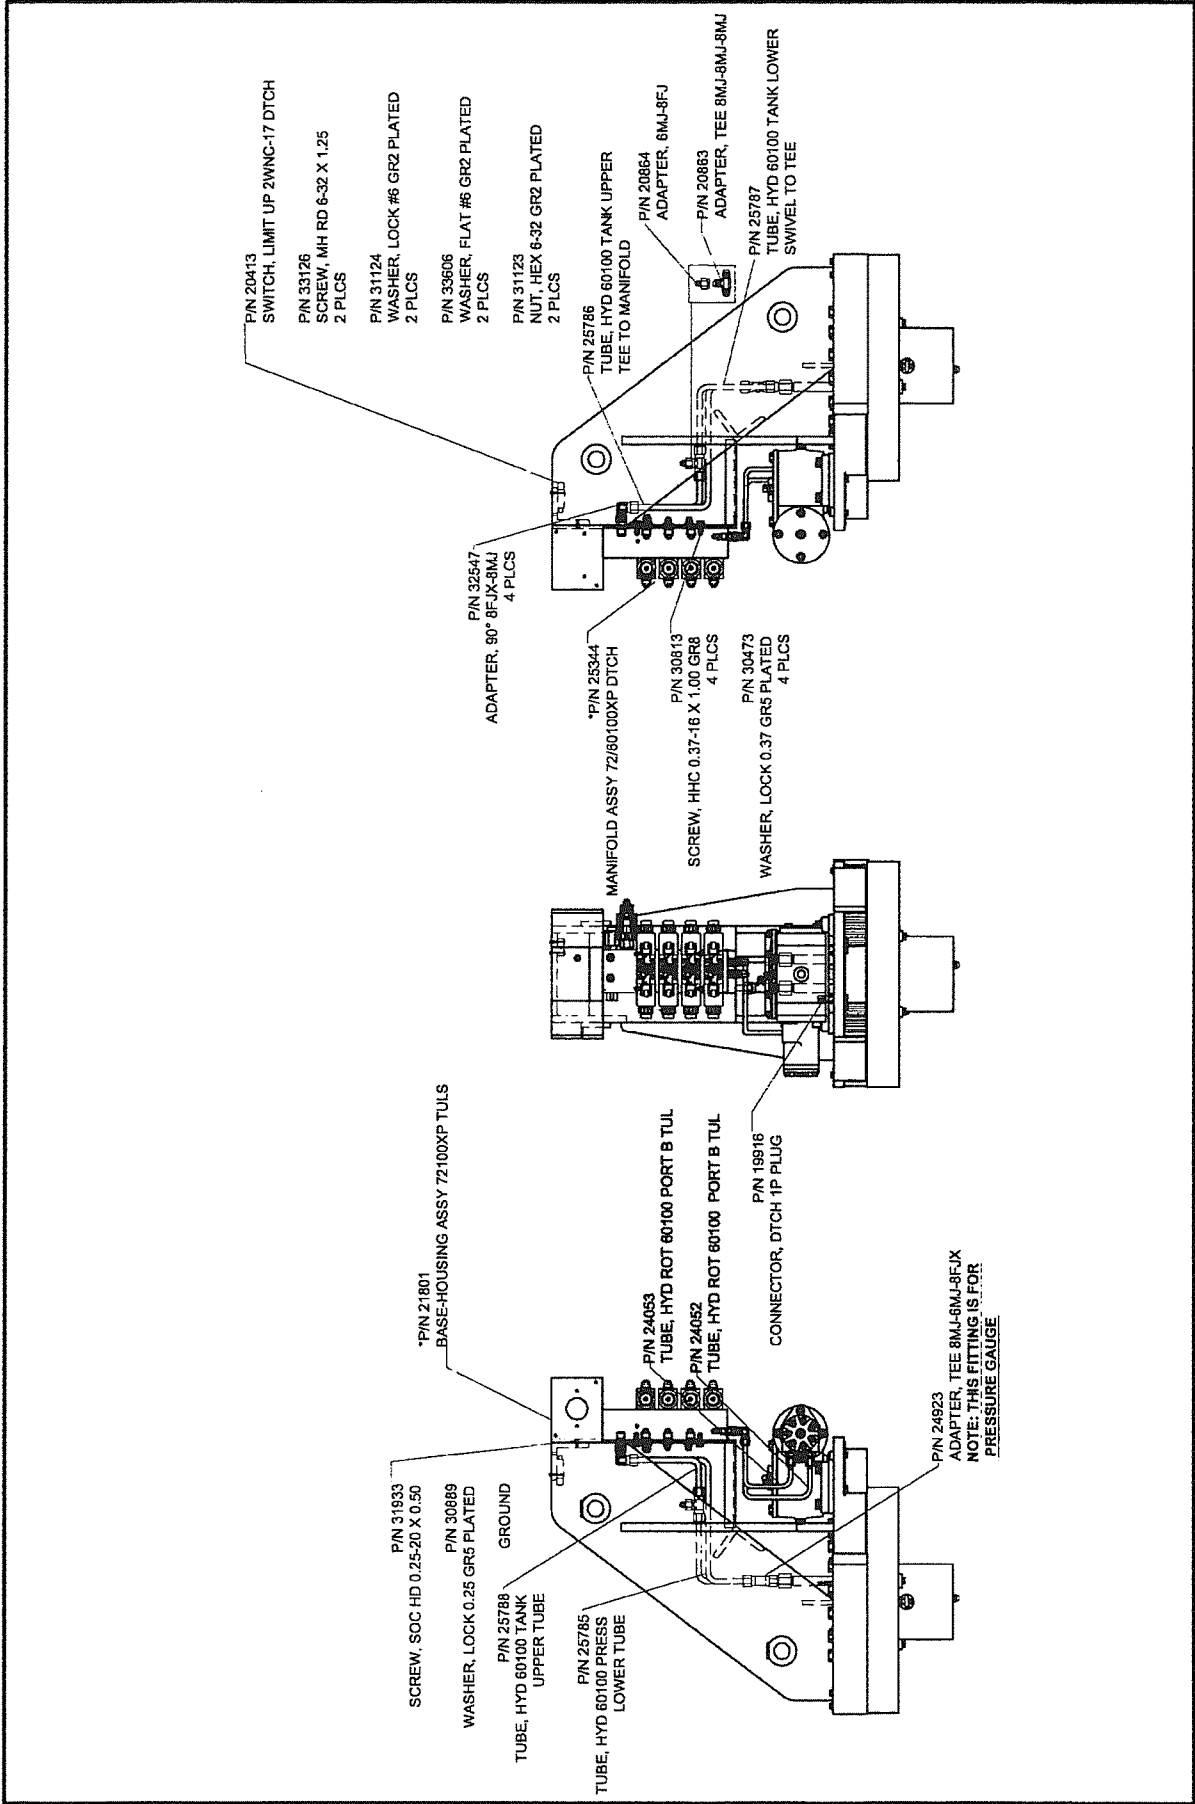 P/N 31933
SCREW, SOC HD 0.25-20 X 0.50
P/N 30889
WASHER, LOCK 0.25 GR5 PLATED
GROUND
P/N 25788
TUBE, HYD 60100 TANK
UPPER TUBE
P/N 25785
TUBE, HYD 60100 PRESS
LOWER TUBE
*P/N 21801
BASE-HOUSING ASSY 72100XP TULS
P/N 24053
TUBE, HYD ROT 60100 PORT B TUL
P/N 24052
TUBE, HYD ROT 60100 PORT B TUL
P/N 19916
CONNECTOR, DTCH 1P PLUG
P/N 24923
ADAPTER, TEE 8MJ-6MJ-8FJX
NOTE: THIS FITTING IS FOR
PRESSURE GAUGE
P/N 32547
ADAPTER, 90° 8FJX-8MJ
4 PLCS
*P/N 25344
MANIFOLD ASSY 72/60100XP DTCH
P/N 30813
SCREW, HHC 0.37-16 X 1.00 GR8
4 PLCS
P/N 30473
WASHER, LOCK 0.37 GR5 PLATED
4 PLCS
P/N 20413
SWITCH, LIMIT UP 2WNC-17 DTCH
P/N 33126
SCREW, MH RD 6-32 X 1.25
2 PLCS
P/N 31124
WASHER, LOCK #6 GR2 PLATED
2 PLCS
P/N 33606
WASHER, FLAT #6 GR2 PLATED
2 PLCS
P/N 31123
NUT, HEX 6-32 GR2 PLATED
2 PLCS
P/N 25786
TUBE, HYD 60100 TANK UPPER
TEE TO MANIFOLD
P/N 20864
ADAPTER, 6MJ-8FJ
P/N 20863
ADAPTER, TEE 8MJ-8MJ-8MJ
P/N 25787
TUBE, HYD 60100 TANK LOWER
SWIVEL TO TEE